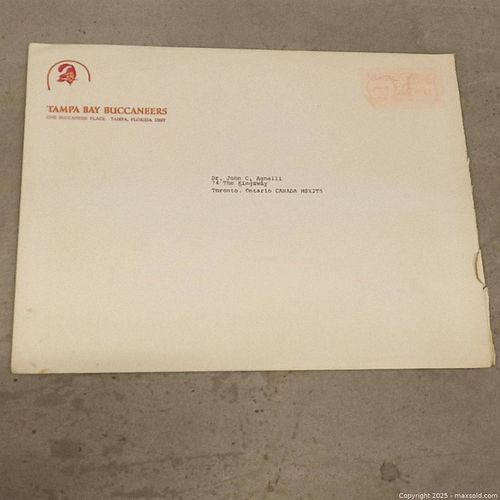 TAMPA BAY BUCCANEERS
ONE BUCCANEER PLACE TAMPA, FLORIDA 33607
Dr. John C. Agnelli
74 The Kingsway
Toronto, Ontario CANADA M8X2T5
Copyright © 2025 - maxsold.com